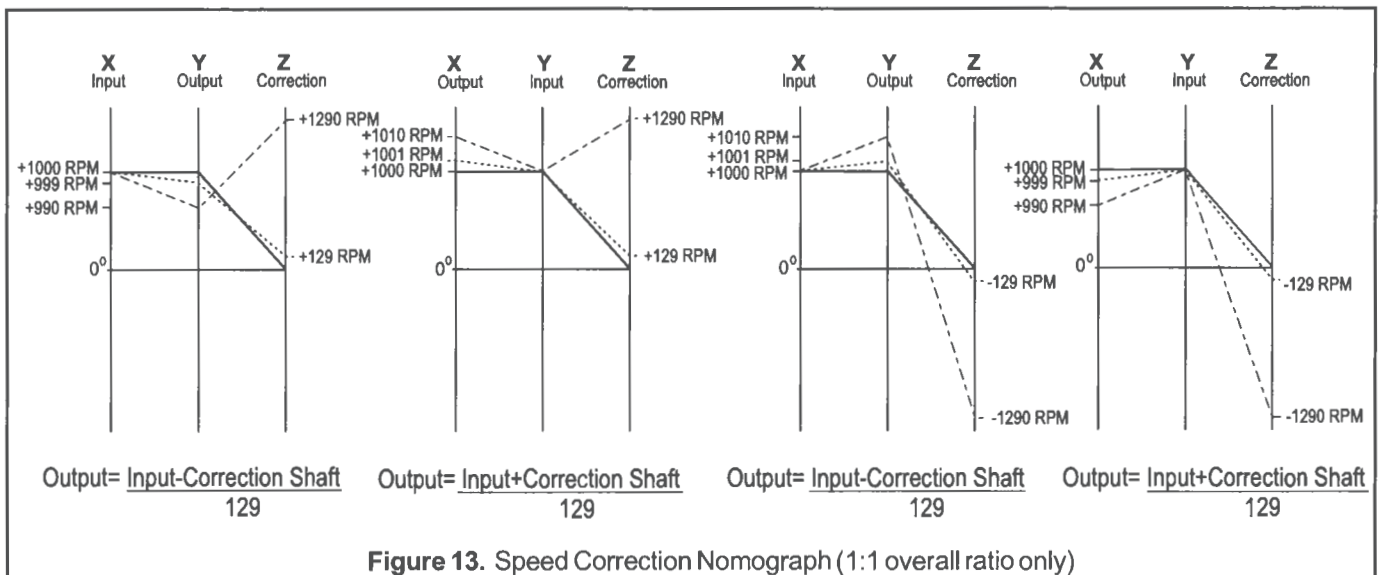 X Y Z
Input Output Correction
+1290 RPM
+1000 RPM
+999 RPM
+990 RPM
+129 RPM
0°
Output= Input-Correction Shaft
129
X Y Z
Output Input Correction
+1290 RPM
+1010 RPM
+1001 RPM
+1000 RPM
+129 RPM
0°
Output= Input+Correction Shaft
129
X Y Z
Input Output Correction
+1010 RPM
+1001 RPM
+1000 RPM
0°
-129 RPM
-1290 RPM
Output= Input-Correction Shaft
129
X Y Z
Output Input Correction
+1000 RPM
+999 RPM
+990 RPM
0°
-129 RPM
-1290 RPM
Output= Input+Correction Shaft
129
Figure 13. Speed Correction Nomograph (1:1 overall ratio only)